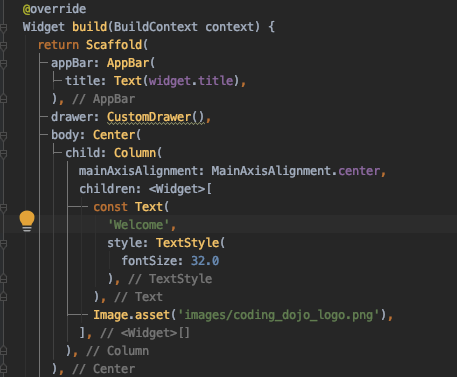 @override
Widget build(BuildContext context) {
return Scaffold(
appBar: AppBar(
title: Text(widget.title),
), // AppBar
drawer: CustomDrawer(),
body: Center(
child: Column(
mainAxisAlignment: MainAxisAlignment.center,
children: <Widget>[
const Text(
'Welcome',
style: TextStyle(
fontSize: 32.0
), // TextStyle
), // Text
Image.asset('images/coding_dojo_logo.png'),
], // <Widget>[]
), // Column
), // Center